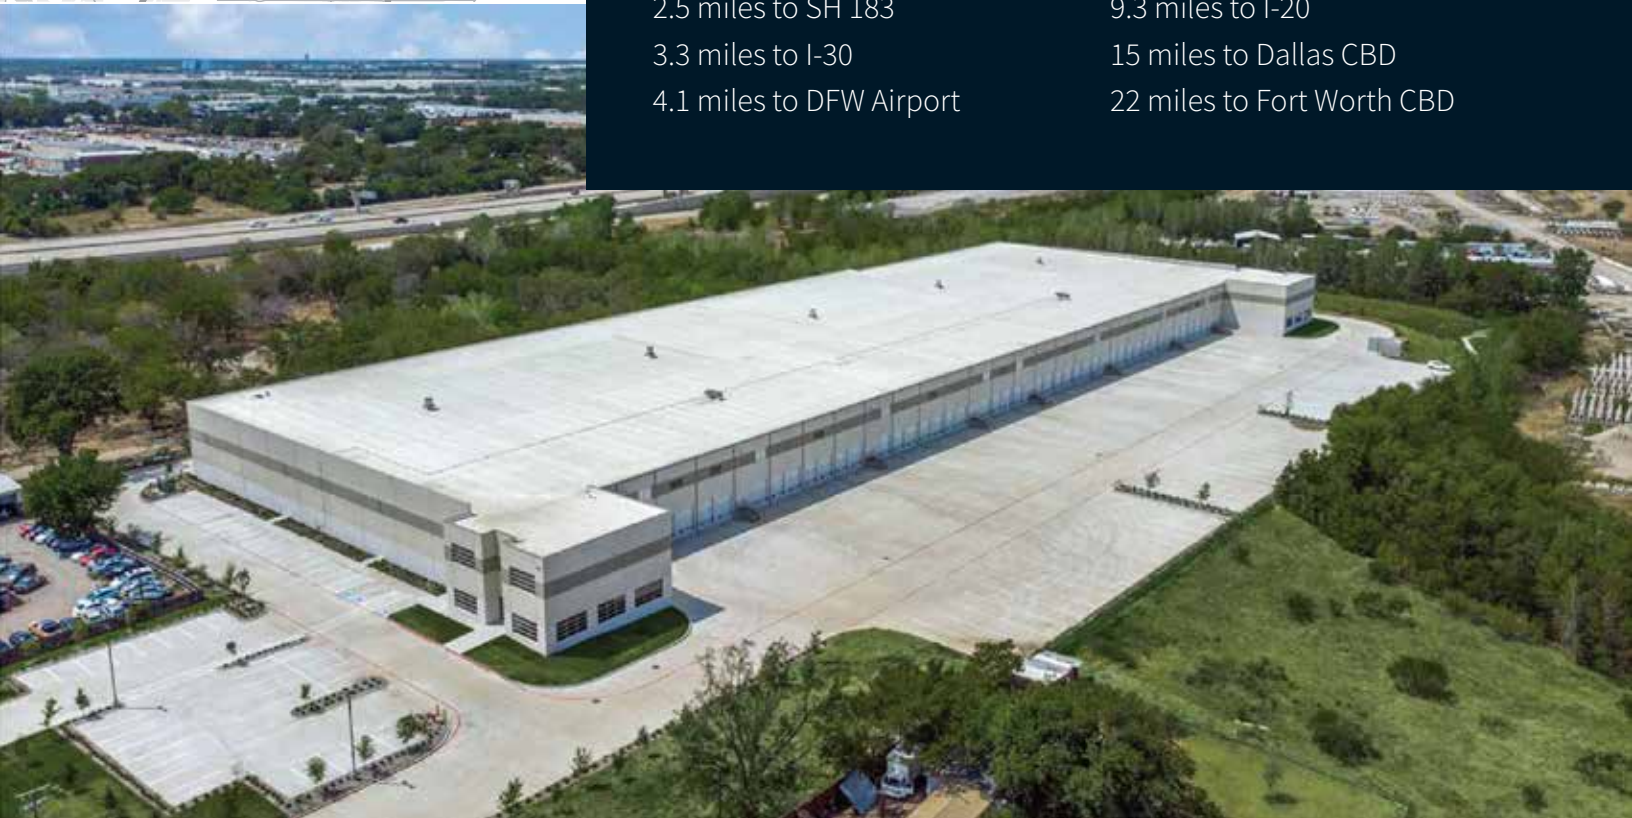 2.5 miles to SH 183
3.3 miles to I-30
4.1 miles to DFW Airport
9.3 miles to I-20
15 miles to Dallas CBD
22 miles to Fort Worth CBD